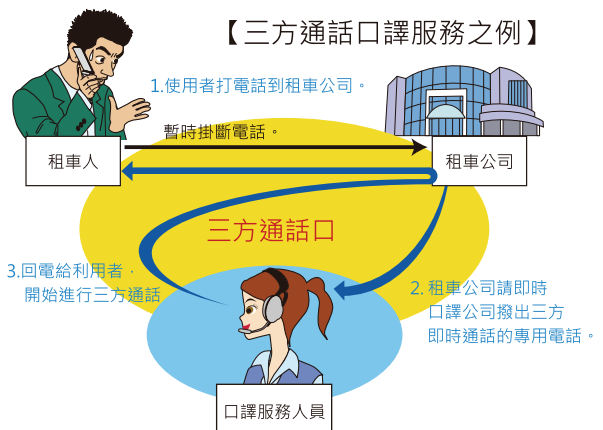 【三方通話口譯服務之例】
1.使用者打電話到租車公司。
暫時掛斷電話。
租車人
租車公司
三方通話口
3.回電給利用者，
開始進行三方通話
2. 租車公司請即時
口譯公司撥出三方
即時通話的專用電話。
口譯服務人員